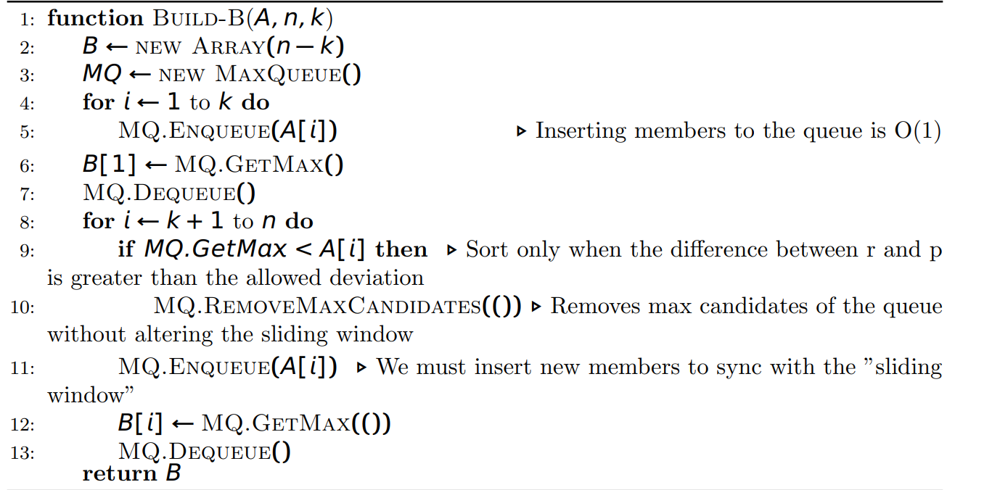 1: function BUILD-B(A, n, k)
2: B ← NEW ARRAY(n − k)
3: MQ ← NEW MAXQUEUE()
4: for i ← 1 to k do
5: MQ.ENQUEUE(A[i]) ▷ Inserting members to the queue is O(1)
6: B[1] ← MQ.GETMAX()
7: MQ.DEQUEUE()
8: for i ← k + 1 to n do
9: if MQ.GetMax < A[i] then ▷ Sort only when the difference between r and p
is greater than the allowed deviation
10: MQ.REMOVEMAXCANDIDATES(()) ▷ Removes max candidates of the queue
without altering the sliding window
11: MQ.ENQUEUE(A[i]) ▷ We must insert new members to sync with the ”sliding
window”
12: B[i] ← MQ.GETMAX(())
13: MQ.DEQUEUE()
return B